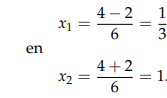 x₁ = (4 − 2)/6 = 1/3
en
x₂ = (4 + 2)/6 = 1.